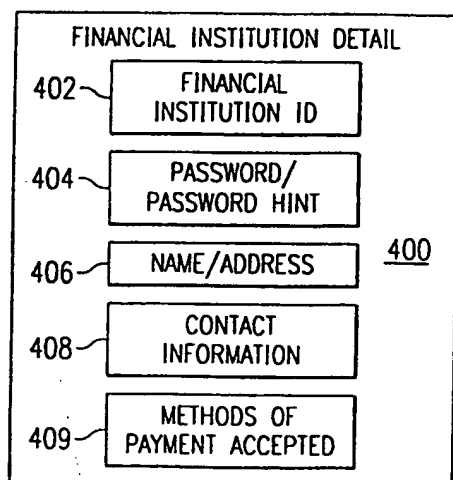 FINANCIAL INSTITUTION DETAIL
402
FINANCIAL
INSTITUTION ID
404
PASSWORD/
PASSWORD HINT
406
NAME/ADDRESS
400
408
CONTACT
INFORMATION
409
METHODS OF
PAYMENT ACCEPTED